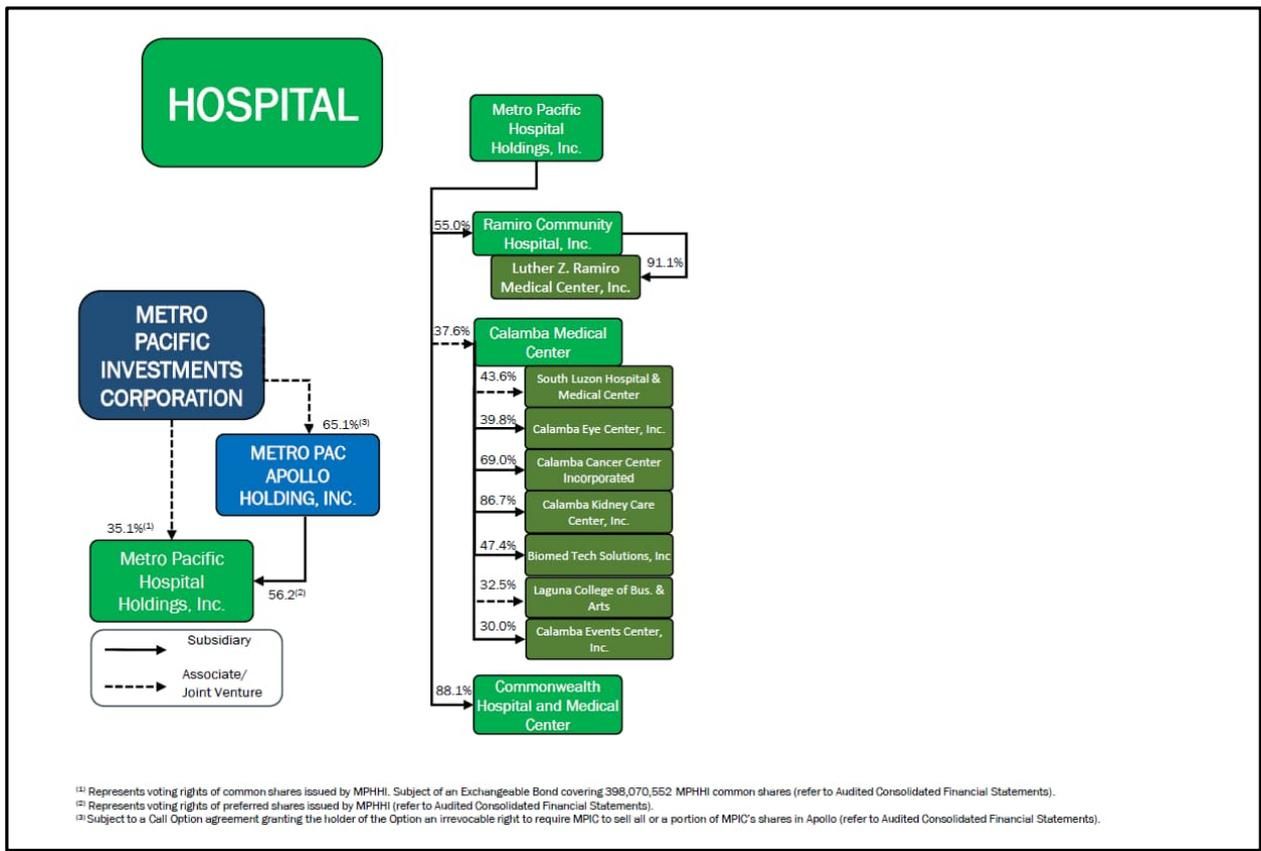 HOSPITAL
METRO
PACIFIC
INVESTMENTS
CORPORATION
65.1%(3)
METRO PAC
APOLLO
HOLDING, INC.
35.1%(1)
Metro Pacific
Hospital
Holdings, Inc.
56.2(2)
Subsidiary
Associate/
Joint Venture
Metro Pacific
Hospital
Holdings, Inc.
55.0%
Ramiro Community
Hospital, Inc.
91.1%
Luther Z. Ramiro
Medical Center, Inc.
37.6%
Calamba Medical
Center
43.6%
South Luzon Hospital &
Medical Center
39.8%
Calamba Eye Center, Inc.
69.0%
Calamba Cancer Center
Incorporated
86.7%
Calamba Kidney Care
Center, Inc.
47.4%
Biomed Tech Solutions, Inc
32.5%
Laguna College of Bus. &
Arts
30.0%
Calamba Events Center,
Inc.
88.1%
Commonwealth
Hospital and Medical
Center
(1) Represents voting rights of common shares issued by MPHHI. Subject of an Exchangeable Bond covering 398,070,552 MPHHI common shares (refer to Audited Consolidated Financial Statements).
(2) Represents voting rights of preferred shares issued by MPHHI (refer to Audited Consolidated Financial Statements).
(3) Subject to a Call Option agreement granting the holder of the Option an irrevocable right to require MPIC to sell all or a portion of MPIC's shares in Apollo (refer to Audited Consolidated Financial Statements).